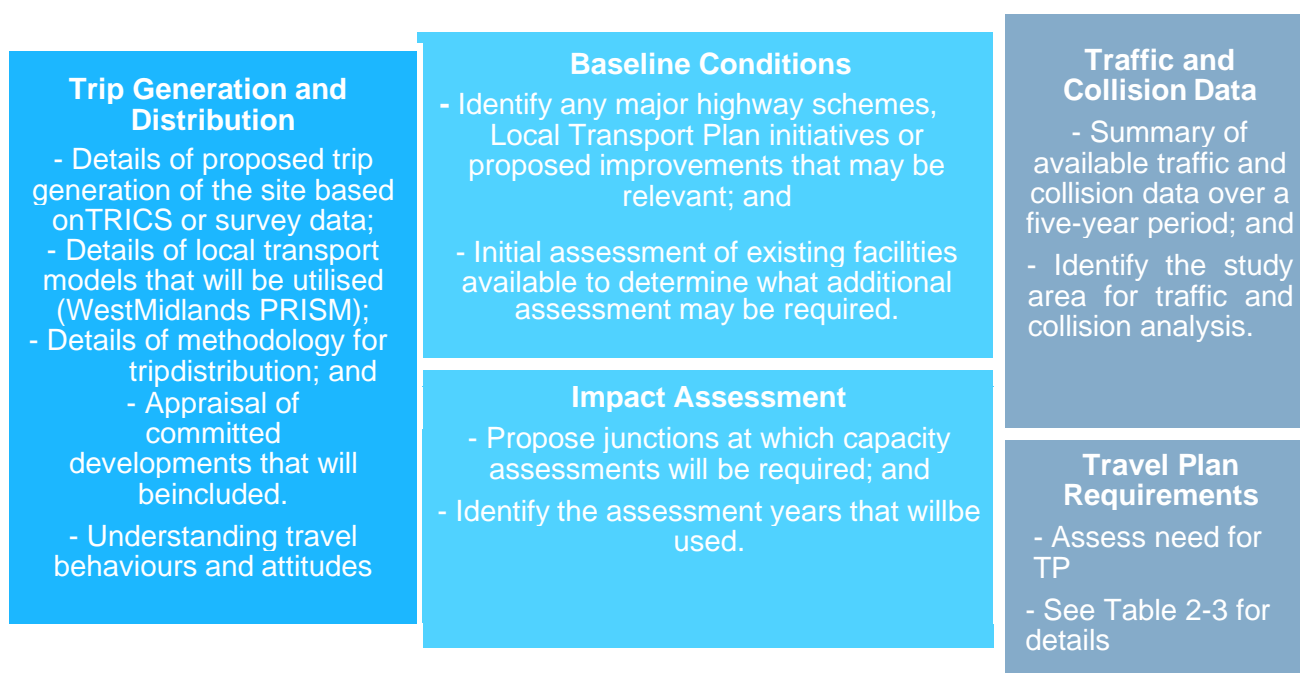 Trip Generation and
Distribution
- Details of proposed trip
generation of the site based
onTRICS or survey data;
- Details of local transport
models that will be utilised
(WestMidlands PRISM);
- Details of methodology for
tripdistribution; and
- Appraisal of
committed
developments that will
beincluded.
- Understanding travel
behaviours and attitudes
Baseline Conditions
- Identify any major highway schemes,
Local Transport Plan initiatives or
proposed improvements that may be
relevant; and
- Initial assessment of existing facilities
available to determine what additional
assessment may be required.
Impact Assessment
- Propose junctions at which capacity
assessments will be required; and
- Identify the assessment years that willbe
used.
Traffic and
Collision Data
- Summary of
available traffic and
collision data over a
five-year period; and
- Identify the study
area for traffic and
collision analysis.
Travel Plan
Requirements
- Assess need for
TP
- See Table 2-3 for
details